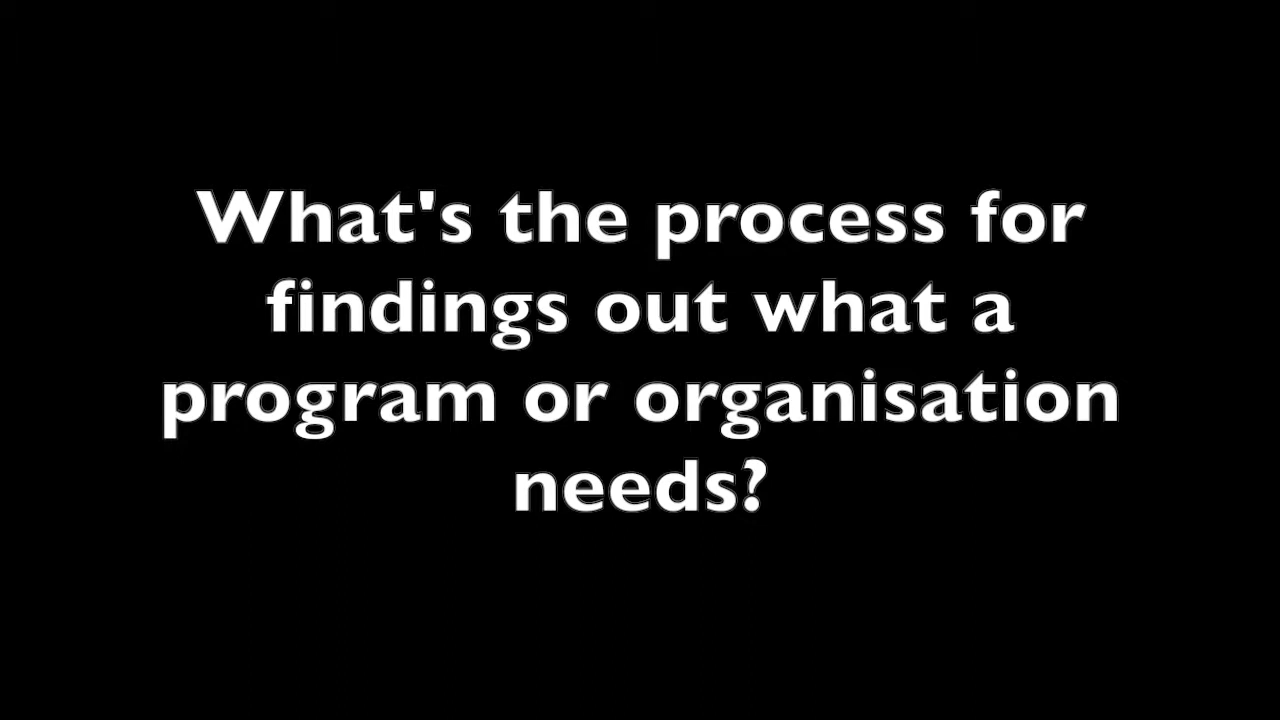 What's the process for
findings out what a
program or organisation
needs?